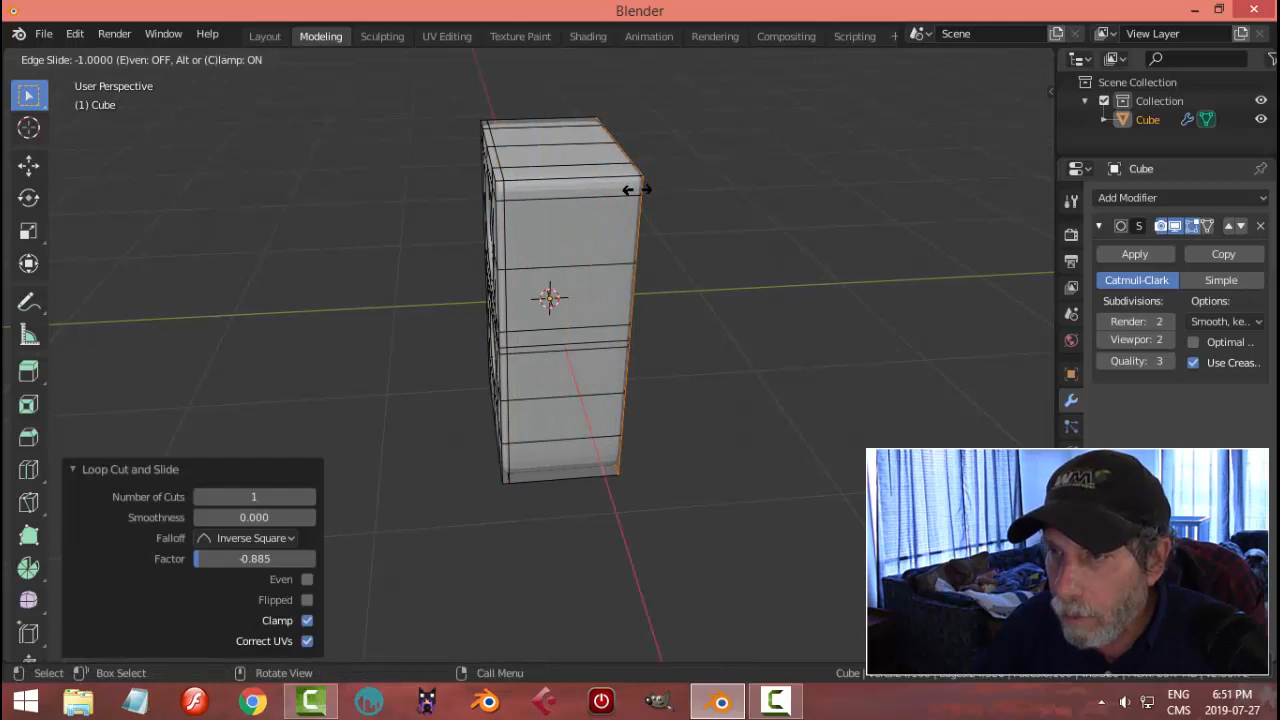 Blender
File Edit Render Window Help Layout Modeling Sculpting UV Editing Texture Paint Shading Animation Rendering Compositing Scripting + Scene View Layer
Edge Slide: -1.0000 (E)ven: OFF, Alt or (C)lamp: ON
User Perspective
(1) Cube
Scene Collection
Collection
Cube
Cube
Add Modifier
S
Apply Copy
Catmull-Clark Simple
Subdivisions: Options:
Render: 2 Smooth, ke..
Viewpor: 2 Optimal ..
Quality: 3 Use Creas..
Loop Cut and Slide
Number of Cuts 1
Smoothness 0.000
Falloff Inverse Square
Factor -0.885
Even
Flipped
Clamp
Correct UVs
Select Box Select Rotate View Call Menu
ENG 6:51 PM
CMS 2019-07-27